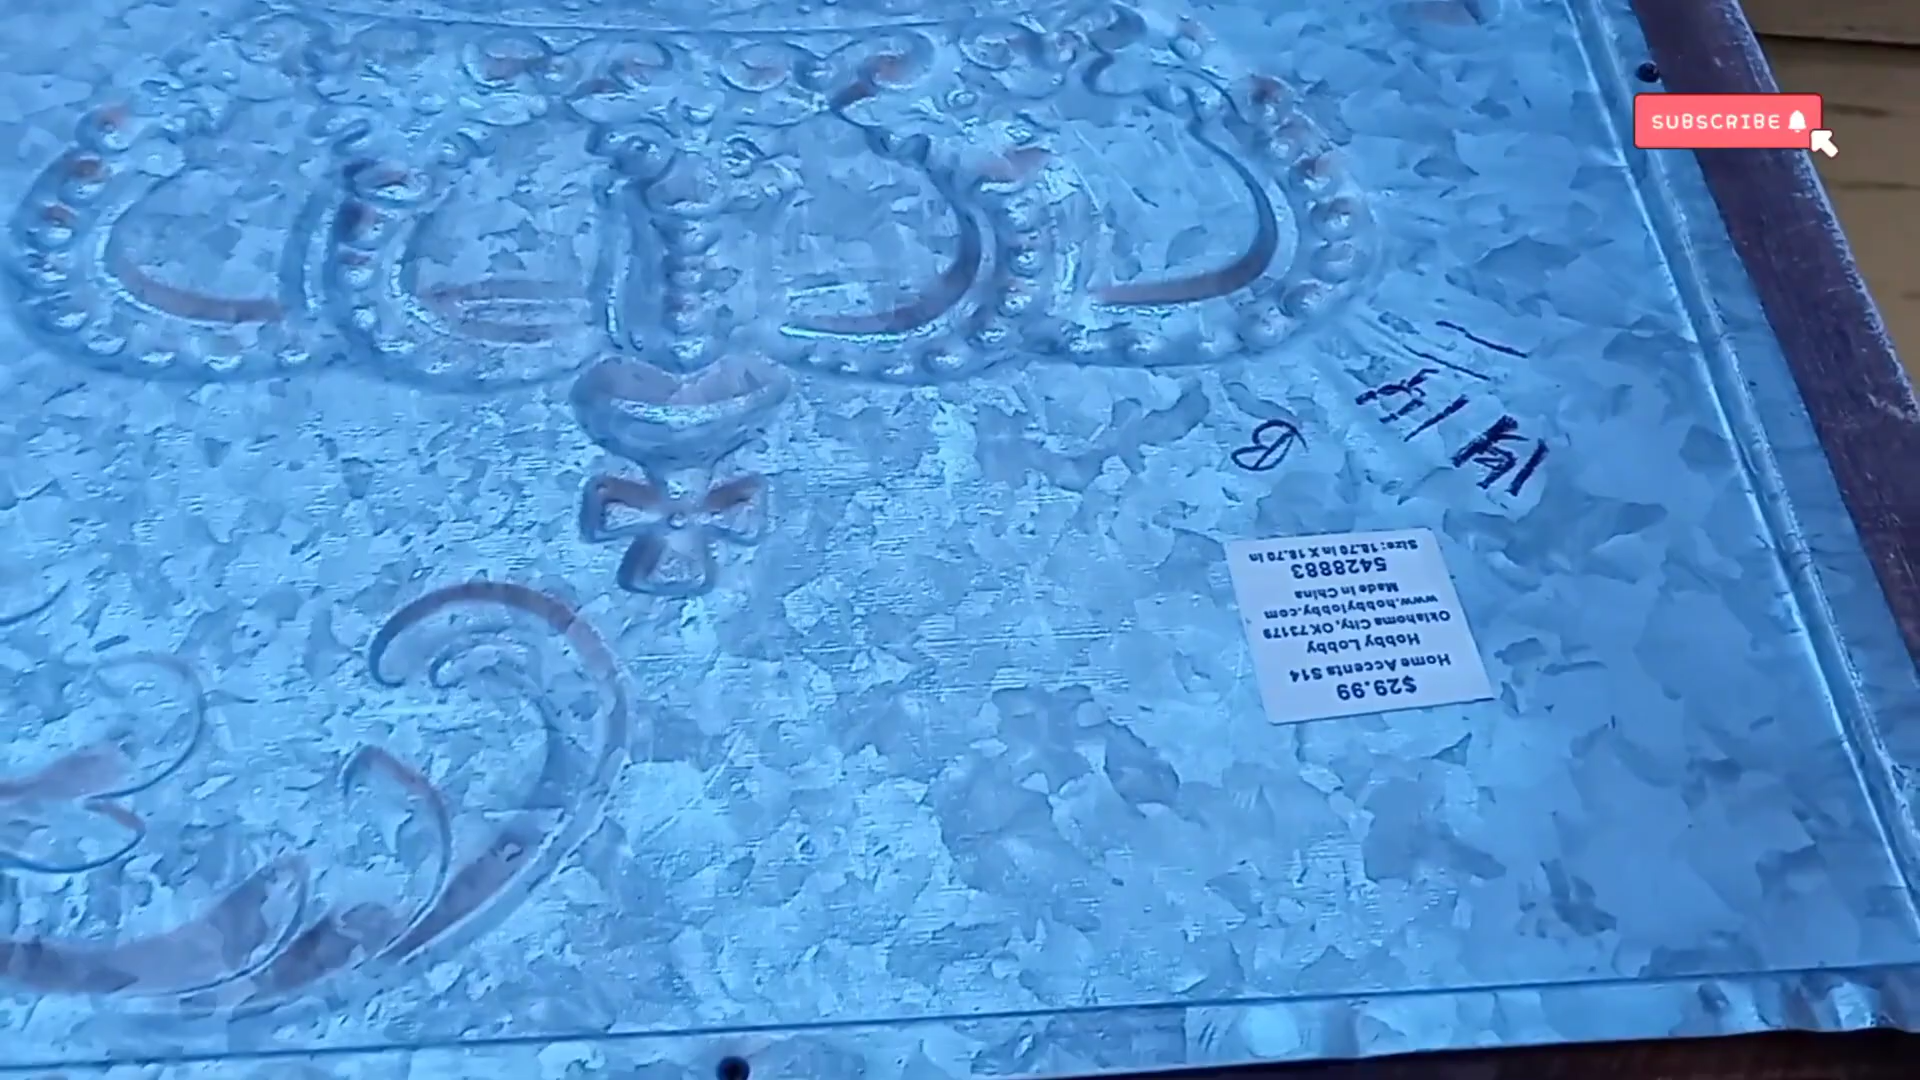 SUBSCRIBE
$29.99
Home Accents S14
Hobby Lobby
Oklahoma City, OK 73179
www.hobbylobby.com
Made in China
5428883
Size: 18.70 in X 18.70 in